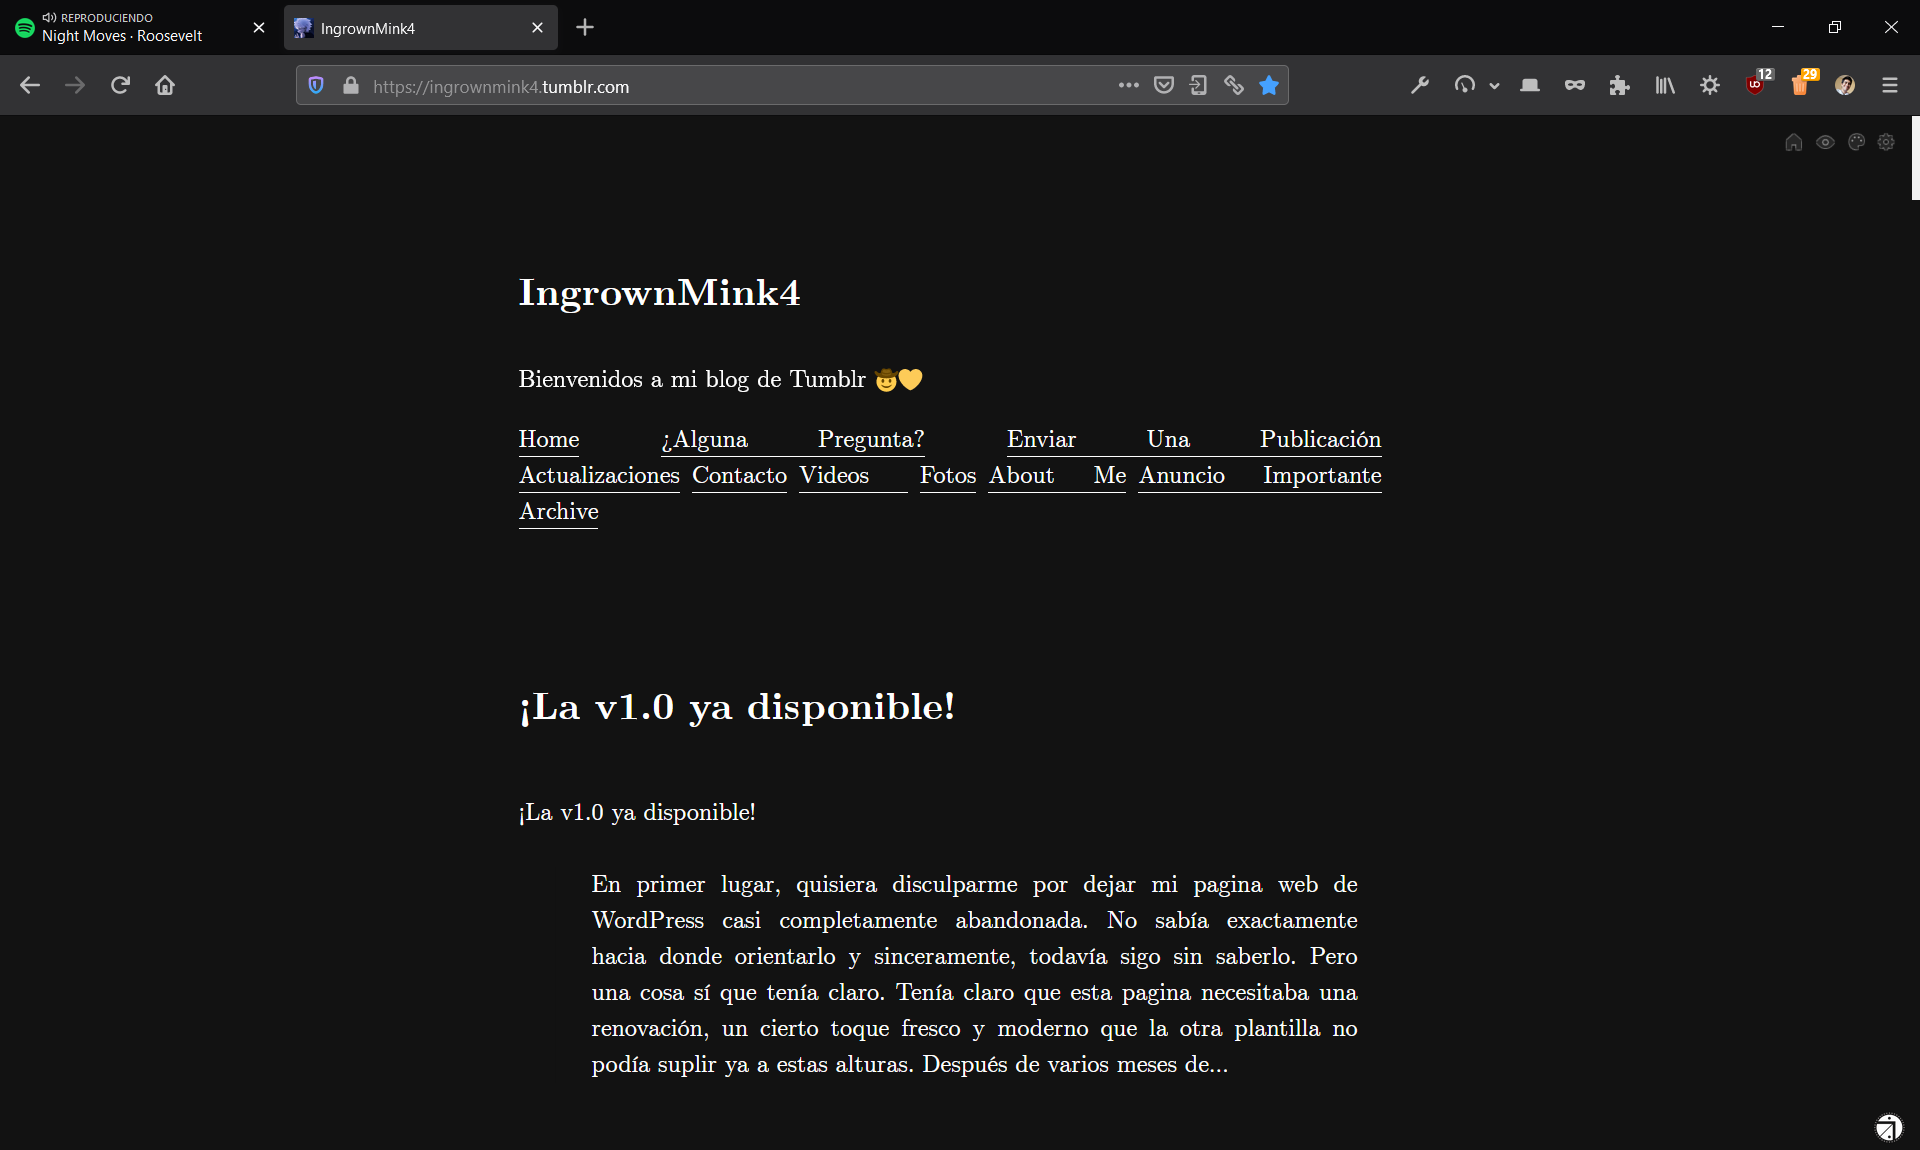 REPRODUCIENDO
Night Moves · Roosevelt
IngrownMink4
https://ingrownmink4.tumblr.com
12
29
IngrownMink4
Bienvenidos a mi blog de Tumblr 🤠💛
Home ¿Alguna Pregunta? Enviar Una Publicación
Actualizaciones Contacto Videos Fotos About Me Anuncio Importante
Archive
¡La v1.0 ya disponible!
¡La v1.0 ya disponible!
En primer lugar, quisiera disculparme por dejar mi pagina web de
WordPress casi completamente abandonada. No sabía exactamente
hacia donde orientarlo y sinceramente, todavía sigo sin saberlo. Pero
una cosa sí que tenía claro. Tenía claro que esta pagina necesitaba una
renovación, un cierto toque fresco y moderno que la otra plantilla no
podía suplir ya a estas alturas. Después de varios meses de...